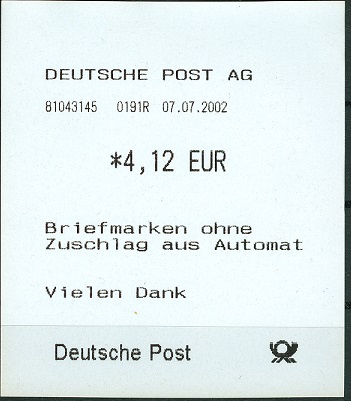 DEUTSCHE POST AG
81043145 0191R 07.07.2002
*4,12 EUR
Briefmarken ohne
Zuschlag aus Automat
Vielen Dank
Deutsche Post